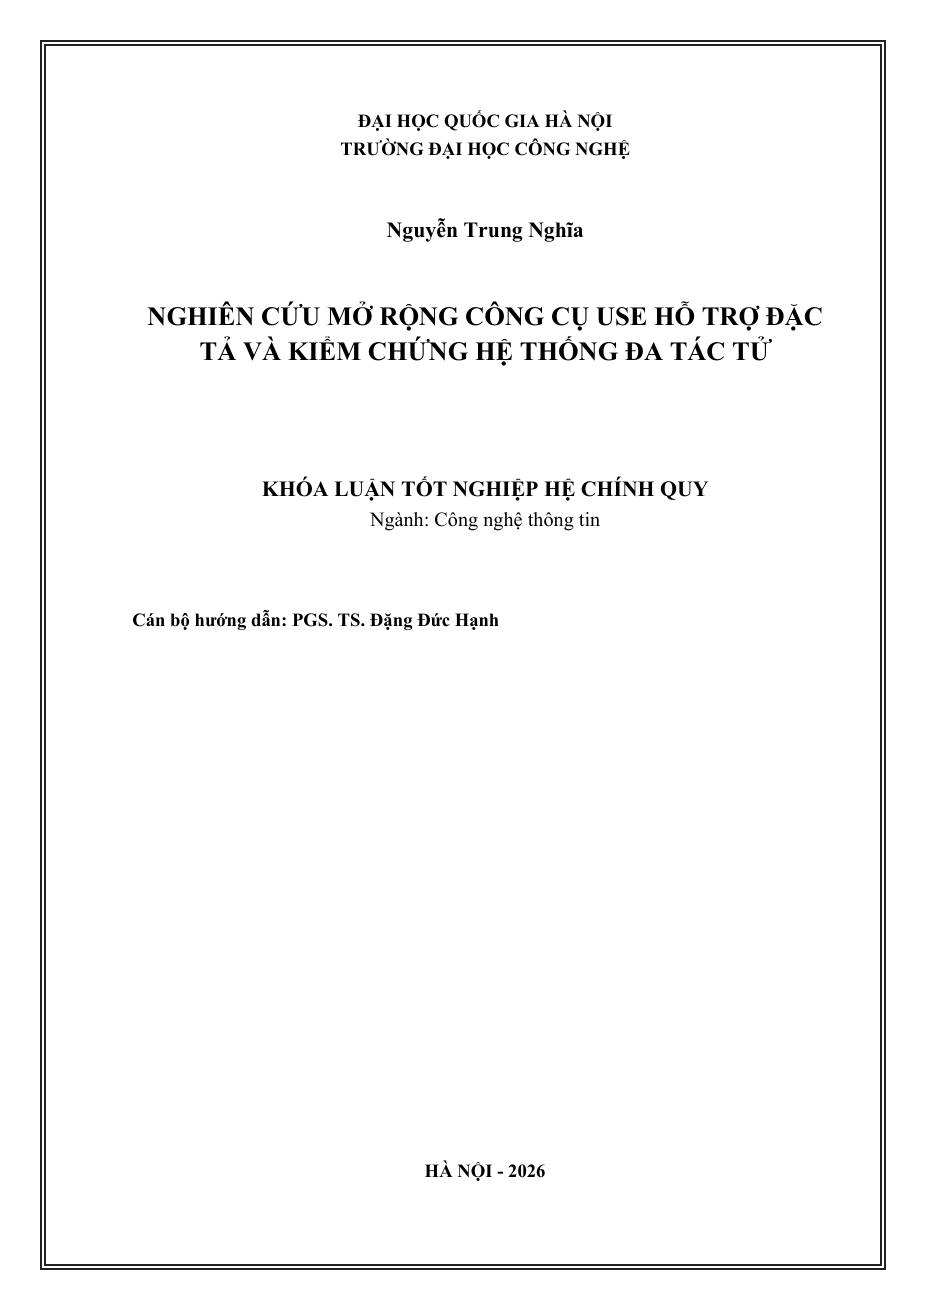 ĐẠI HỌC QUỐC GIA HÀ NỘI
TRƯỜNG ĐẠI HỌC CÔNG NGHỆ
Nguyễn Trung Nghĩa
NGHIÊN CỨU MỞ RỘNG CÔNG CỤ USE HỖ TRỢ ĐẶC
TẢ VÀ KIỂM CHỨNG HỆ THỐNG ĐA TÁC TỬ
KHÓA LUẬN TỐT NGHIỆP HỆ CHÍNH QUY
Ngành: Công nghệ thông tin
Cán bộ hướng dẫn: PGS. TS. Đặng Đức Hạnh
HÀ NỘI - 2026